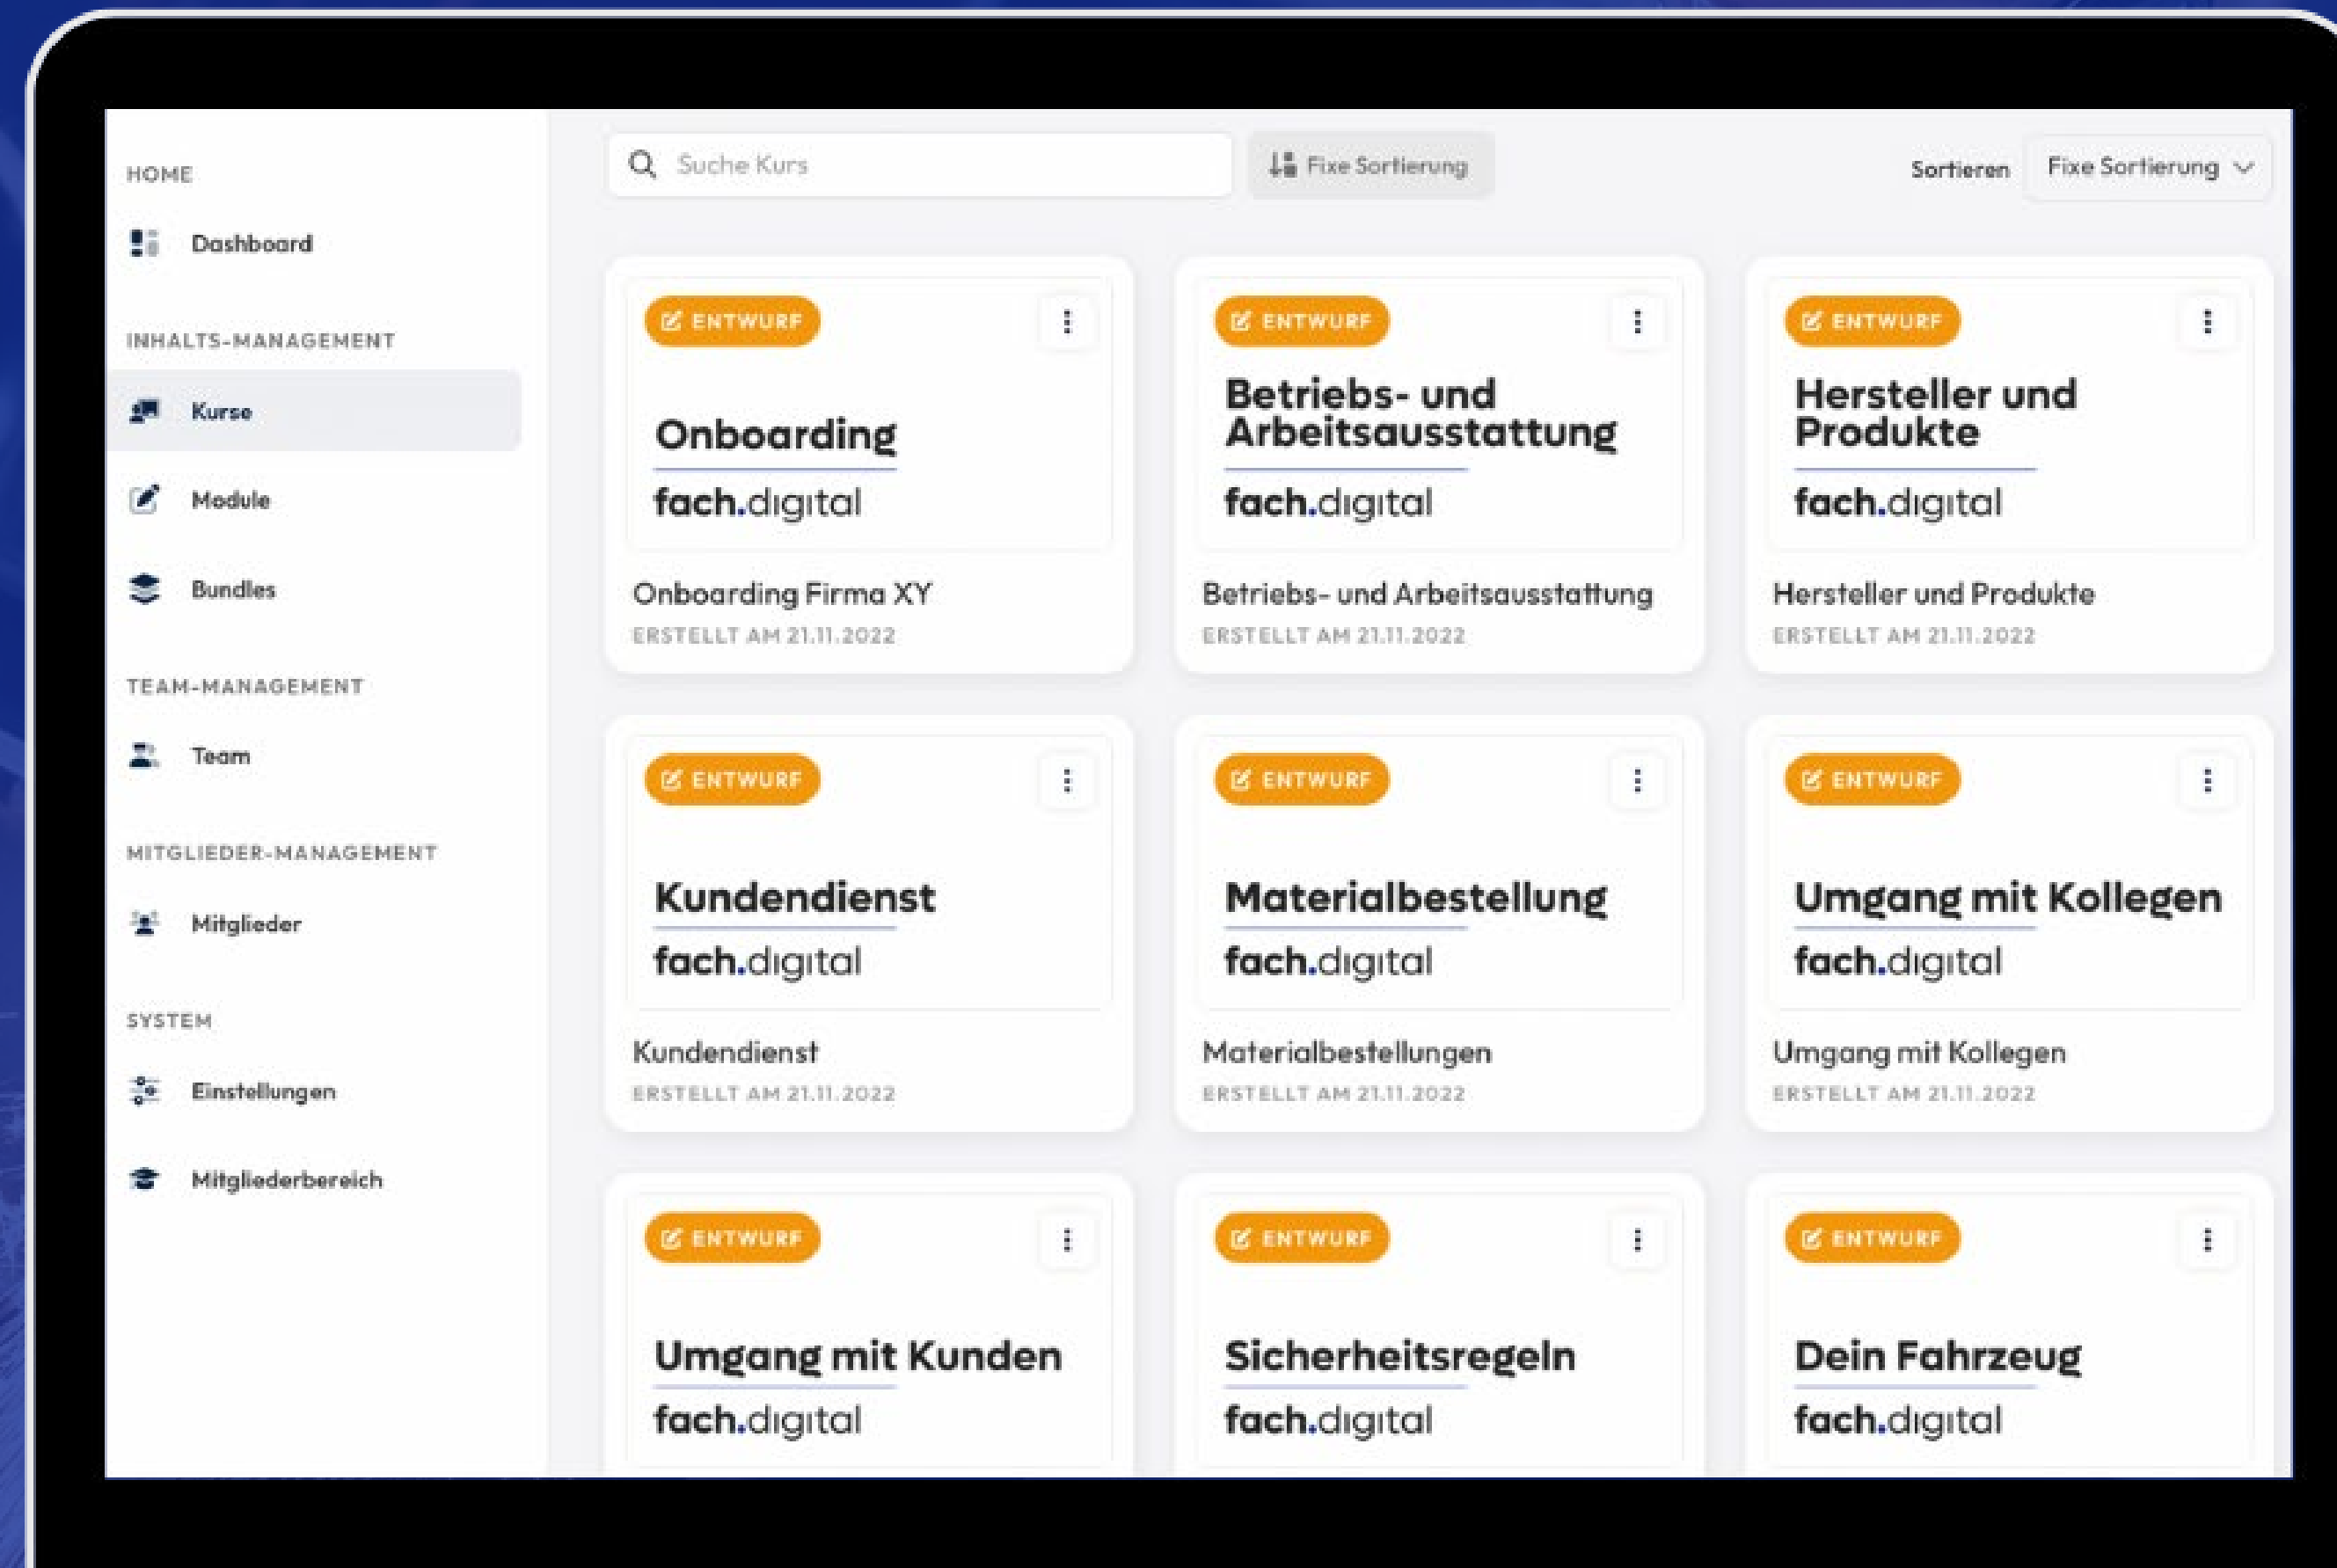 HOME
Dashboard
INHALTS-MANAGEMENT
Kurse
Module
Bundles
TEAM-MANAGEMENT
Team
MITGLIEDER-MANAGEMENT
Mitglieder
SYSTEM
Einstellungen
Mitgliederbereich
Suche Kurs
Fixe Sortierung
Sortieren
Fixe Sortierung
ENTWURF
Onboarding
fach.digital
Onboarding Firma XY
ERSTELLT AM 21.11.2022
ENTWURF
Betriebs- und
Arbeitsausstattung
fach.digital
Betriebs- und Arbeitsausstattung
ERSTELLT AM 21.11.2022
ENTWURF
Hersteller und
Produkte
fach.digital
Hersteller und Produkte
ERSTELLT AM 21.11.2022
ENTWURF
Kundendienst
fach.digital
Kundendienst
ERSTELLT AM 21.11.2022
ENTWURF
Materialbestellung
fach.digital
Materialbestellungen
ERSTELLT AM 21.11.2022
ENTWURF
Umgang mit Kollegen
fach.digital
Umgang mit Kollegen
ERSTELLT AM 21.11.2022
ENTWURF
Umgang mit Kunden
fach.digital
ENTWURF
Sicherheitsregeln
fach.digital
ENTWURF
Dein Fahrzeug
fach.digital